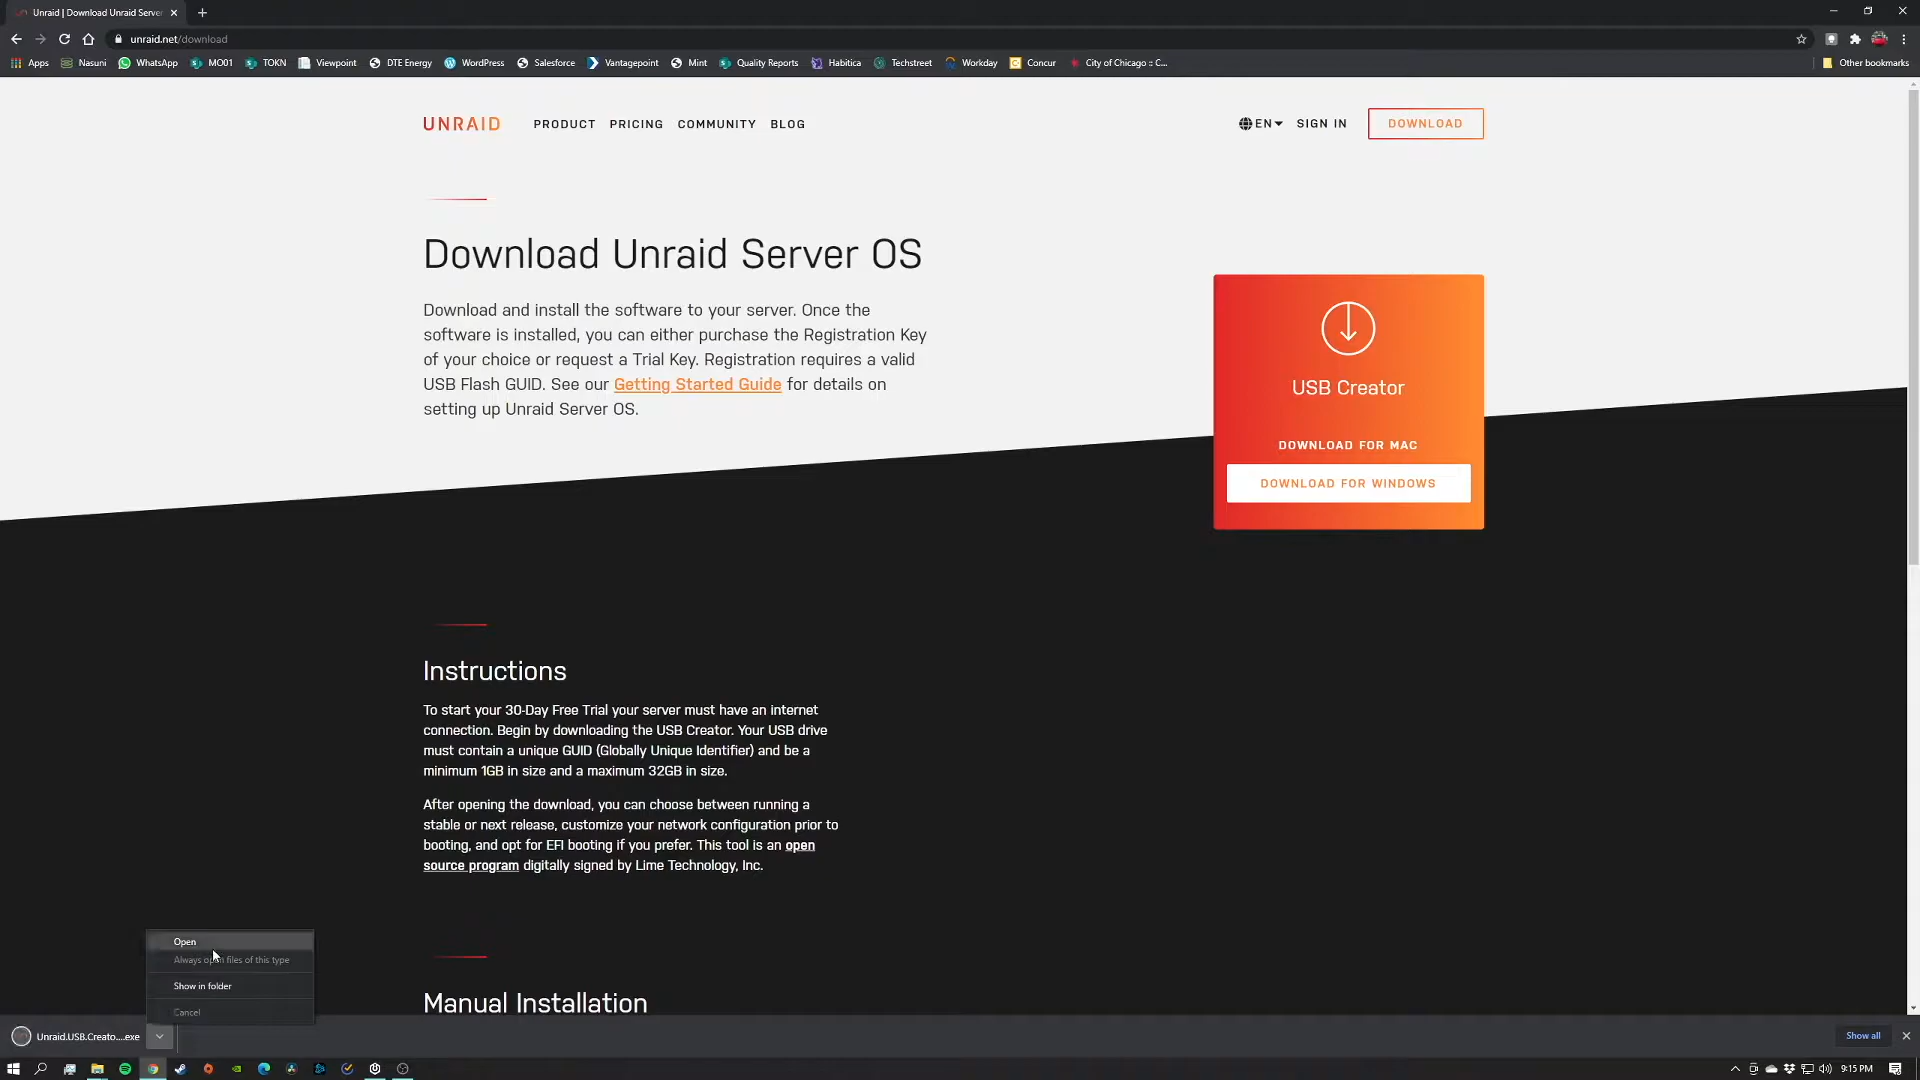 Unraid | Download Unraid Server
unraid.net/download
Apps Nasuni WhatsApp MO01 TOKN Viewpoint DTE Energy WordPress Salesforce Vantagepoint Mint Quality Reports Habitica Techstreet Workday Concur City of Chicago :: C... Other bookmarks
UNRAID PRODUCT PRICING COMMUNITY BLOG EN SIGN IN DOWNLOAD
Download Unraid Server OS
Download and install the software to your server. Once the
software is installed, you can either purchase the Registration Key
of your choice or request a Trial Key. Registration requires a valid
USB Flash GUID. See our Getting Started Guide for details on
setting up Unraid Server OS.
USB Creator
DOWNLOAD FOR MAC
DOWNLOAD FOR WINDOWS
Instructions
To start your 30-Day Free Trial your server must have an internet
connection. Begin by downloading the USB Creator. Your USB drive
must contain a unique GUID (Globally Unique Identifier) and be a
minimum 1GB in size and a maximum 32GB in size.
After opening the download, you can choose between running a
stable or next release, customize your network configuration prior to
booting, and opt for EFI booting if you prefer. This tool is an open
source program digitally signed by Lime Technology, Inc.
Manual Installation
Open
Always open files of this type
Show in folder
Cancel
Unraid.USB.Creato....exe
Show all
9:15 PM